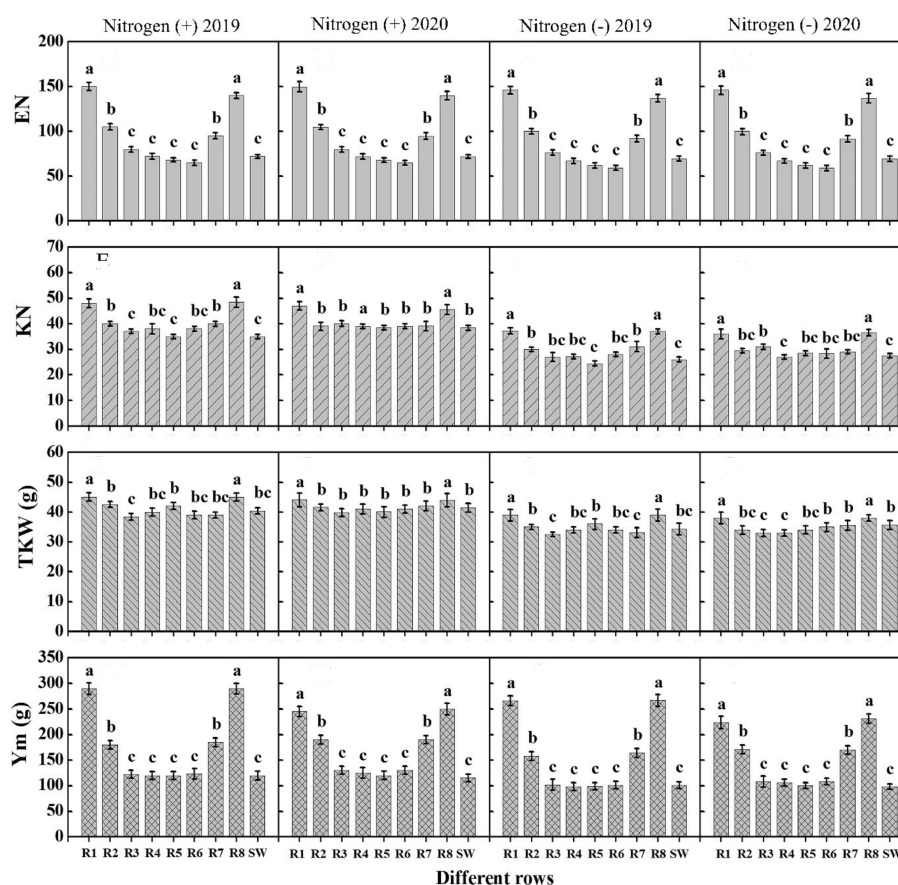 Nitrogen (+) 2019 Nitrogen (+) 2020 Nitrogen (-) 2019 Nitrogen (-) 2020
EN
200
150
100
50
0
a b c c c c b a c
a b c c c c b a c
a b c c c c b a c
a b c c c c b a c
KN
70
60
50
40
30
20
10
0
a b c bc c bc b a c
a b b a b b b a b
a b bc bc c bc b a c
a bc b c bc bc bc a c
TKW (g)
60
50
40
30
20
10
0
a b c bc b bc bc a bc
a b b b b b b a b
a b c bc b bc c a bc
a bc c c bc bc bc a bc
Ym (g)
350
300
250
200
150
100
50
0
a b c c c c b a c
a b c c c c b a c
a b c c c c b a c
a b c c c c b a c
R1 R2 R3 R4 R5 R6 R7 R8 SW R1 R2 R3 R4 R5 R6 R7 R8 SW R1 R2 R3 R4 R5 R6 R7 R8 SW R1 R2 R3 R4 R5 R6 R7 R8 SW
Different rows